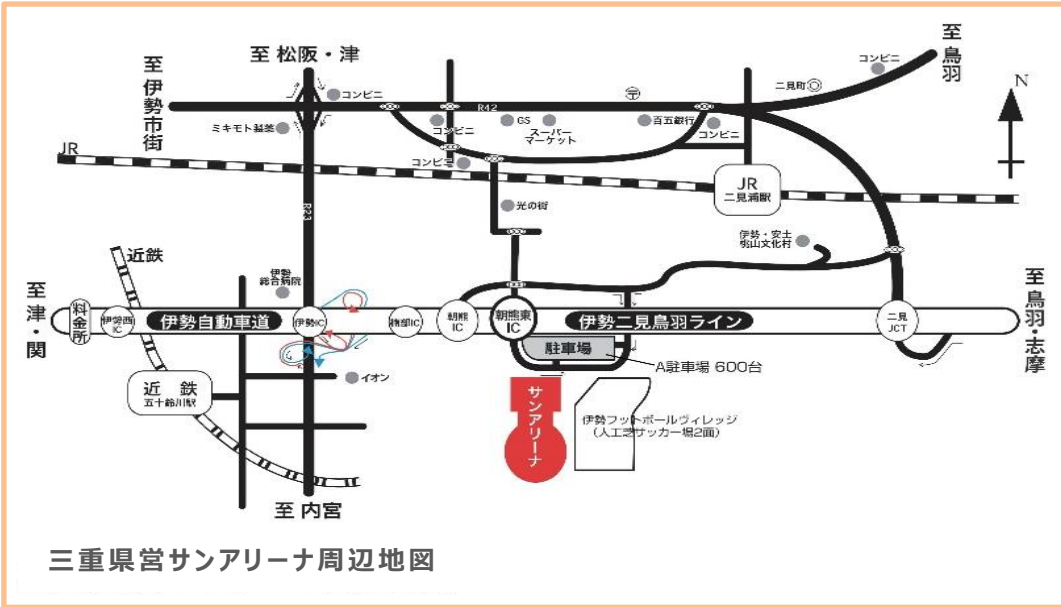 至 鳥羽
至 松阪・津
至 伊勢市街
コンビニ
コンビニ
二見町
R42
ミキモト製薬
コンビニ
GS
スーパー
マーケット
百五銀行
コンビニ
コンビニ
N
JR
JR
二見浦駅
R23
光の街
伊勢・安土
桃山文化村
近鉄
伊勢
総合病院
至 津・関
料金所
伊勢西
IC
伊勢自動車道
伊勢IC
楠部IC
朝熊
IC
朝熊東
IC
伊勢二見鳥羽ライン
二見
JCT
至 鳥羽・志摩
駐車場
A駐車場 600台
イオン
近 鉄
五十鈴川駅
サンアリーナ
伊勢フットボールヴィレッジ
(人工芝サッカー場2面)
至 内宮
三重県営サンアリーナ周辺地図